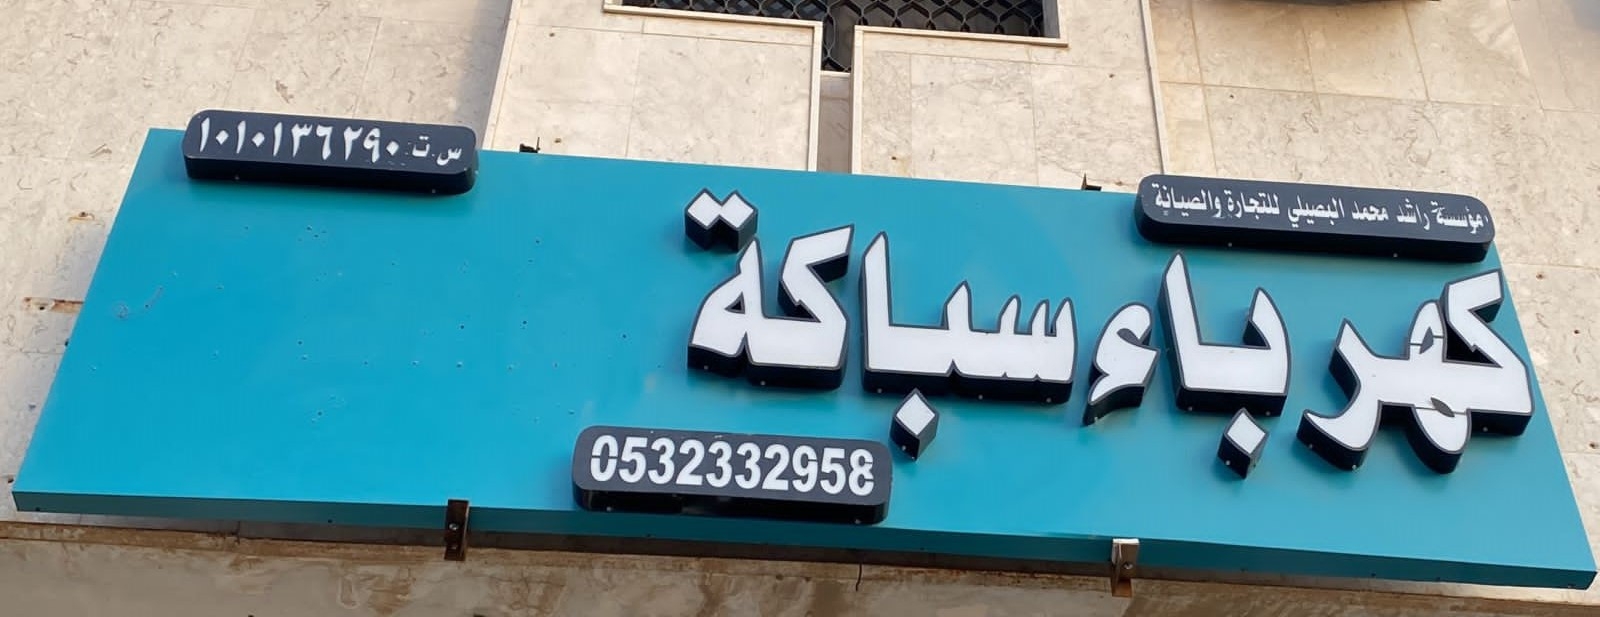 مؤسسة راشد محمد البصيلي للتجارة والصيانة
س.ت ١٠١٠١٣٦٢٩٠
كهرباء سباكة
0532332958